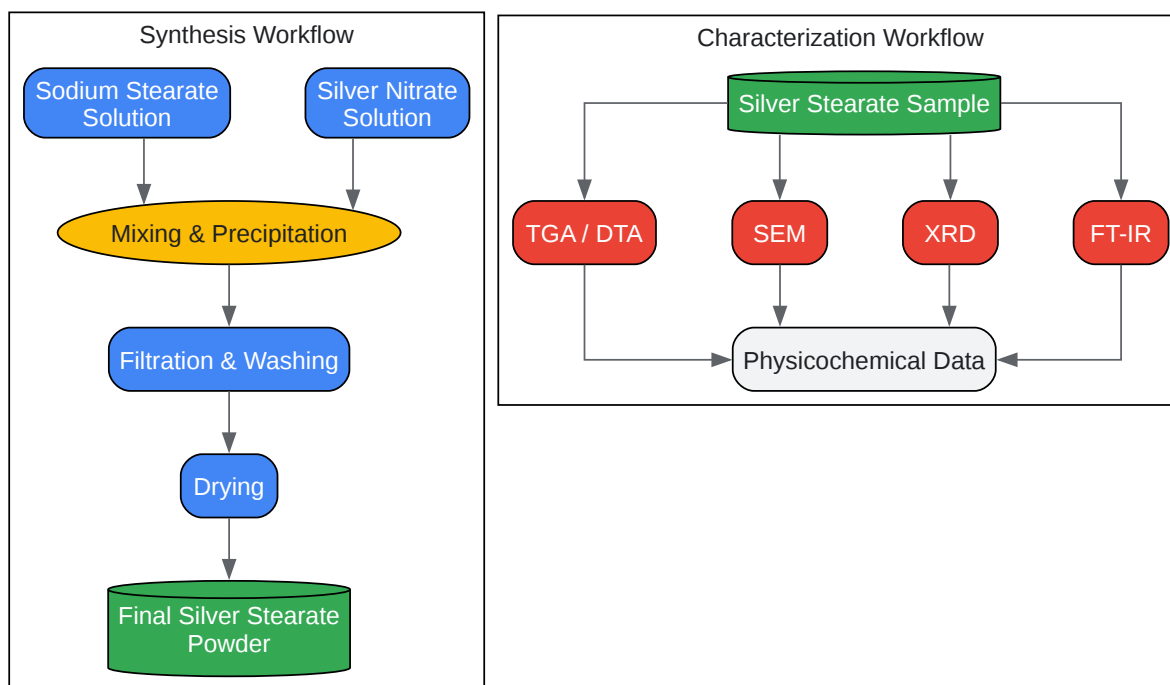 Synthesis Workflow
Sodium Stearate
Solution
Silver Nitrate
Solution
Mixing & Precipitation
Filtration & Washing
Drying
Final Silver Stearate
Powder
Characterization Workflow
Silver Stearate Sample
TGA / DTA
SEM
XRD
FT-IR
Physicochemical Data